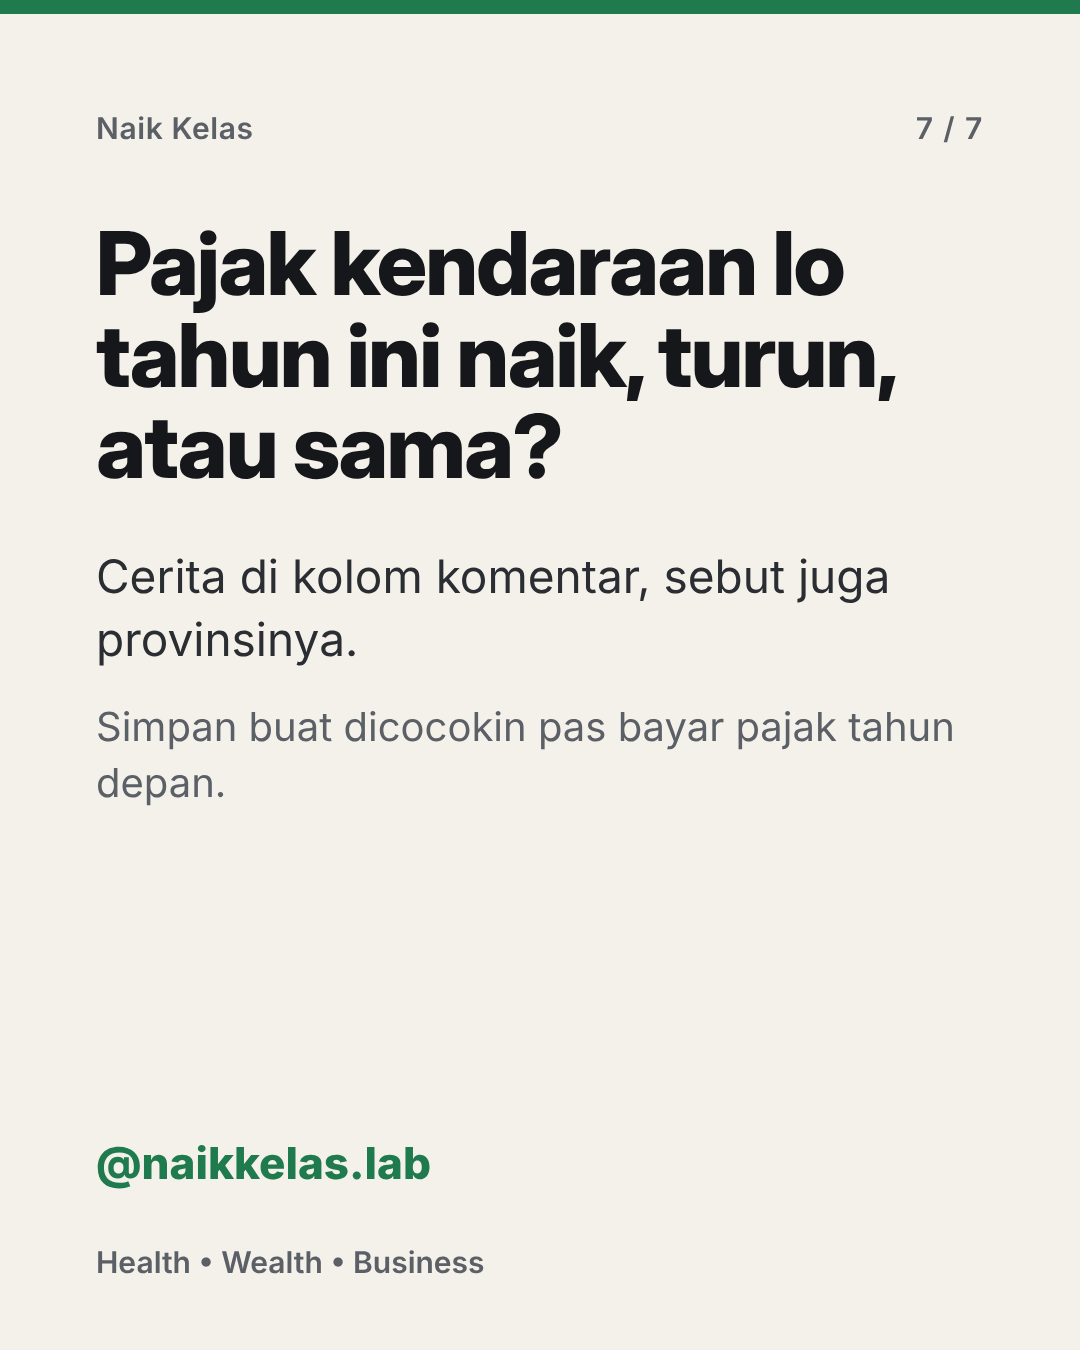 Naik Kelas
7 / 7
Pajak kendaraan lo
tahun ini naik, turun,
atau sama?
Cerita di kolom komentar, sebut juga
provinsinya.
Simpan buat dicocokin pas bayar pajak tahun
depan.
@naikkelas.lab
Health • Wealth • Business